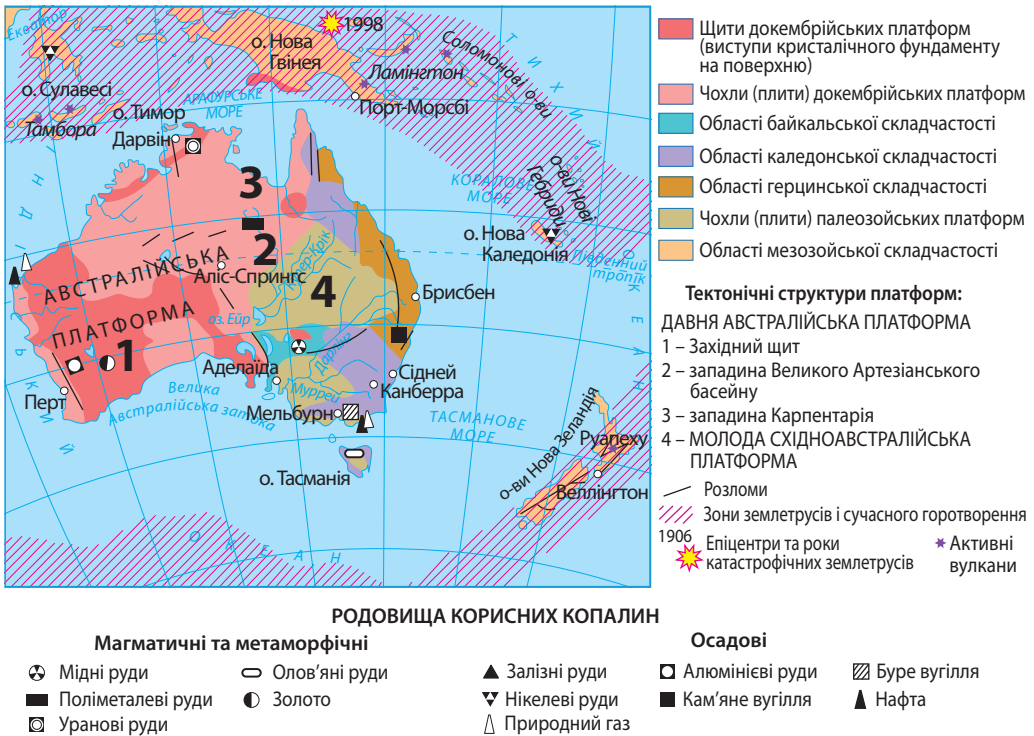 Екватор
1998
о. Нова
Гвінея
Соломонові о-ви
Т И Х И Й
о. Сулавесі
Ламінгтон
Тамбора
о. Тимор
АРАФУРСЬКЕ
МОРЕ
Порт-Морсбі
Дарвін
3
КОРАЛОВЕ
МОРЕ
о-ви Нові
Гебриди
о. Нова
Каледонія
Південний
тропік
2
АВСТРАЛІЙСЬКА
Аліс-Спрингс
Купер-Крік
4
Брисбен
ПЛАТФОРМА
оз. Ейр
1
Дарлінг
Аделаїда
Сідней
Канберра
Перт
Велика
Австралійська затока
Муррей
Мельбурн
ТАСМАНОВЕ
МОРЕ
о. Тасманія
о-ви Нова Зеландія
Руапеху
Веллінгтон
І Н Д І Й С Ь К И Й
О К Е А Н
О К Е А Н
Щити докембрійських платформ
(виступи кристалічного фундаменту
на поверхню)
Чохли (плити) докембрійських платформ
Області байкальської складчастості
Області каледонської складчастості
Області герцинської складчастості
Чохли (плити) палеозойських платформ
Області мезозойської складчастості
Тектонічні структури платформ:
ДАВНЯ АВСТРАЛІЙСЬКА ПЛАТФОРМА
1 – Західний щит
2 – западина Великого Артезіанського
басейну
3 – западина Карпентарія
4 – МОЛОДА СХІДНОАВСТРАЛІЙСЬКА
ПЛАТФОРМА
Розломи
Зони землетрусів і сучасного горотворення
1906
Епіцентри та роки
катастрофічних землетрусів
Активні
вулкани
РОДОВИЩА КОРИСНИХ КОПАЛИН
Магматичні та метаморфічні
Мідні руди
Олов’яні руди
Поліметалеві руди
Золото
Уранові руди
Осадові
Залізні руди
Алюмінієві руди
Буре вугілля
Нікелеві руди
Кам’яне вугілля
Нафта
Природний газ